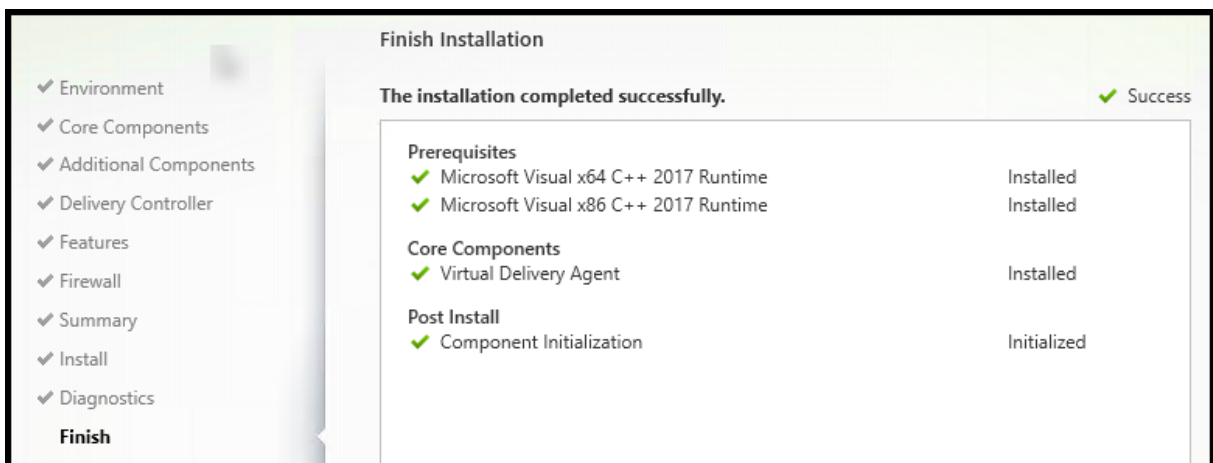 Finish Installation
Environment
Core Components
Additional Components
Delivery Controller
Features
Firewall
Summary
Install
Diagnostics
Finish
The installation completed successfully. Success
Prerequisites
Microsoft Visual x64 C++ 2017 Runtime Installed
Microsoft Visual x86 C++ 2017 Runtime Installed
Core Components
Virtual Delivery Agent Installed
Post Install
Component Initialization Initialized